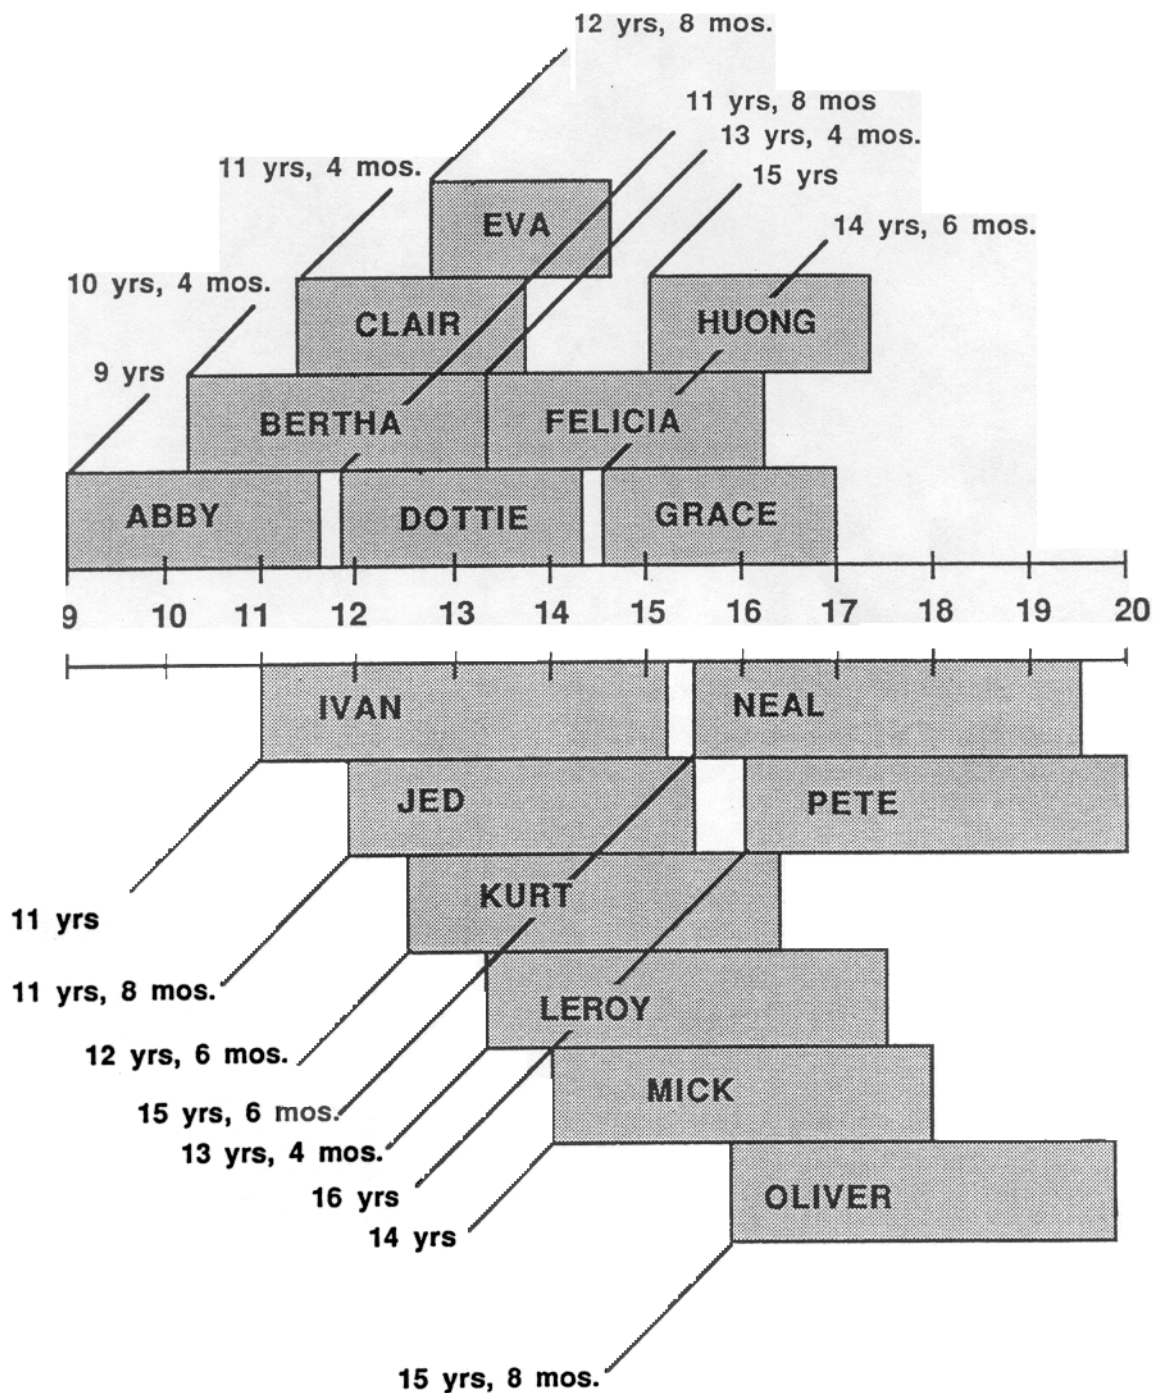 12 yrs, 8 mos.
11 yrs, 8 mos
13 yrs, 4 mos.
11 yrs, 4 mos.
15 yrs
EVA
14 yrs, 6 mos.
10 yrs, 4 mos.
CLAIR
HUONG
9 yrs
BERTHA
FELICIA
ABBY
DOTTIE
GRACE
9 10 11 12 13 14 15 16 17 18 19 20
IVAN
NEAL
JED
PETE
KURT
11 yrs
11 yrs, 8 mos.
LEROY
12 yrs, 6 mos.
MICK
15 yrs, 6 mos.
13 yrs, 4 mos.
16 yrs
OLIVER
14 yrs
15 yrs, 8 mos.